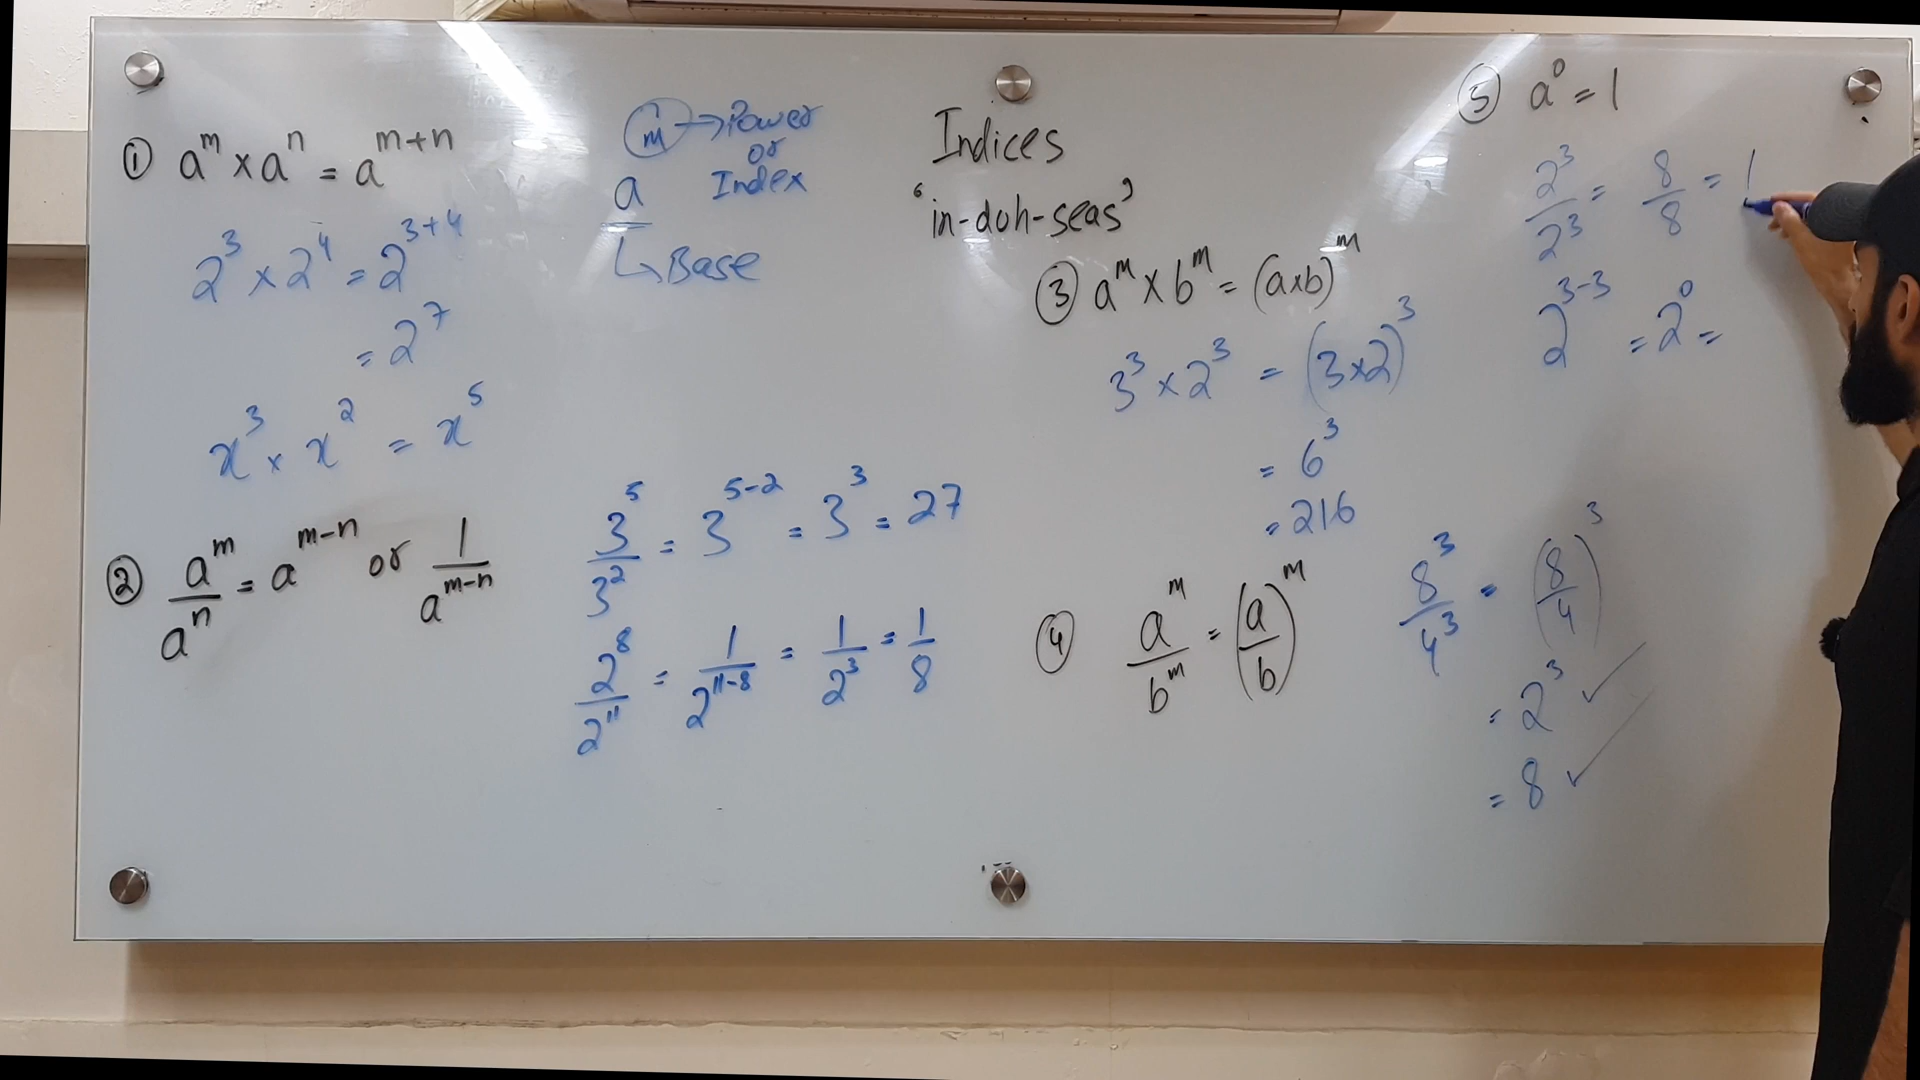 ① a^m × a^n = a^(m+n)
2^3 × 2^4 = 2^(3+4)
= 2^7
x^3 × x^2 = x^5
② a^m/a^n = a^(m-n) or 1/a^(m-n)
m → Power
or
Index
a
↳ Base
3^5/3^2 = 3^(5-2) = 3^3 = 27
2^8/2^11 = 1/2^(11-8) = 1/2^3 = 1/8
Indices
'in-duh-seas'
③ a^m × b^m = (a×b)^m
3^3 × 2^3 = (3×2)^3
= 6^3
= 216
④ a^m/b^m = (a/b)^m
8^3/4^3 = (8/4)^3
= 2^3 ✓
= 8 ✓
⑤ a^0 = 1
2^3/2^3 = 8/8 = 1
2^(3-3) = 2^0 =